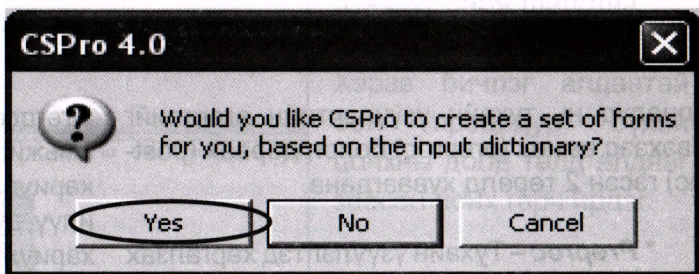 CSPro 4.0
Would you like CSPro to create a set of forms
for you, based on the input dictionary?
Yes
No
Cancel